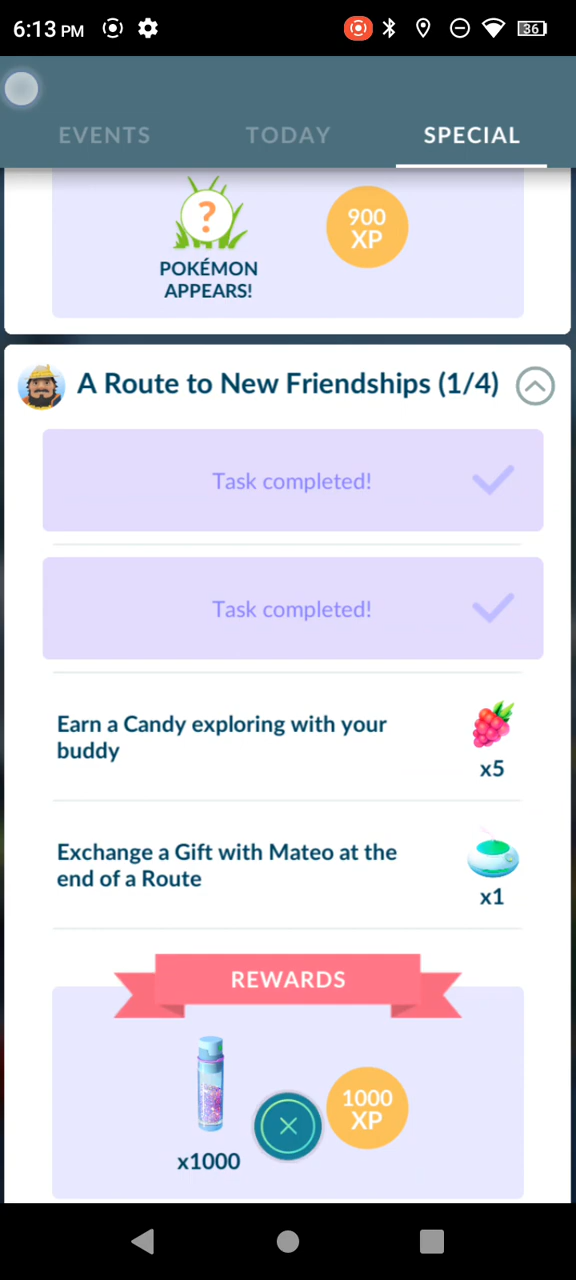 6:13 PM
36
EVENTS
TODAY
SPECIAL
?
POKÉMON
APPEARS!
900
XP
A Route to New Friendships (1/4)
Task completed!
Task completed!
Earn a Candy exploring with your
buddy
x5
Exchange a Gift with Mateo at the
end of a Route
x1
REWARDS
x1000
1000
XP